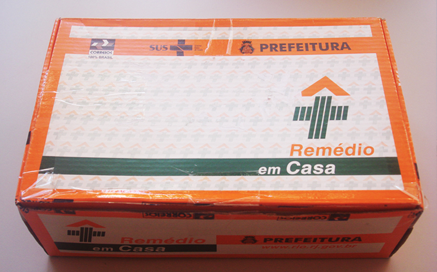 SUS PREFEITURA
Remédio
em Casa
Remédio
em Casa
PREFEITURA